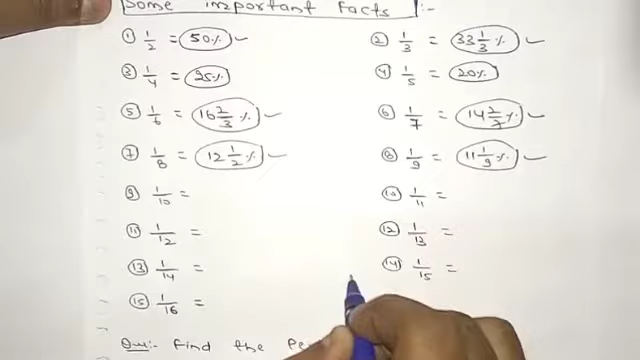 Some important Facts :-
① 1/2 = 50% ② 1/3 = 33 1/3 %
③ 1/4 = 25% ④ 1/5 = 20%
⑤ 1/6 = 16 2/3 % ⑥ 1/7 = 14 2/7 %
⑦ 1/8 = 12 1/2 % ⑧ 1/9 = 11 1/9 %
⑨ 1/10 = ⑩ 1/11 =
⑪ 1/12 = ⑫ 1/13 =
⑬ 1/14 = ⑭ 1/15 =
⑮ 1/16 =
Qu:- Find the